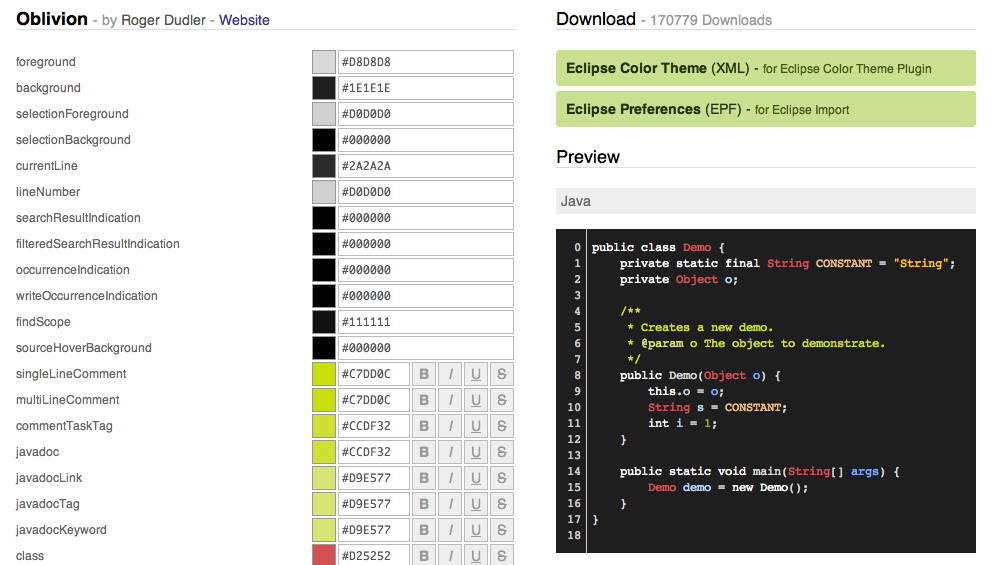 Oblivion - by Roger Dudler - Website
foreground #D8D8D8
background #1E1E1E
selectionForeground #D0D0D0
selectionBackground #000000
currentLine #2A2A2A
lineNumber #D0D0D0
searchResultIndication #000000
filteredSearchResultIndication #000000
occurrenceIndication #000000
writeOccurrenceIndication #000000
findScope #111111
sourceHoverBackground #000000
singleLineComment #C7DD0C B I U S
multiLineComment #C7DD0C B I U S
commentTaskTag #CCDF32 B I U S
javadoc #CCDF32 B I U S
javadocLink #D9E577 B I U S
javadocTag #D9E577 B I U S
javadocKeyword #D9E577 B I U S
class #D25252 B I U S
Download - 170779 Downloads
Eclipse Color Theme (XML) - for Eclipse Color Theme Plugin
Eclipse Preferences (EPF) - for Eclipse Import
Preview
Java
0 public class Demo {
1     private static final String CONSTANT = "String";
2     private Object o;
3
4     /**
5      * Creates a new demo.
6      * @param o The object to demonstrate.
7      */
8     public Demo(Object o) {
9         this.o = o;
10         String s = CONSTANT;
11         int i = 1;
12     }
13
14     public static void main(String[] args) {
15         Demo demo = new Demo();
16     }
17 }
18